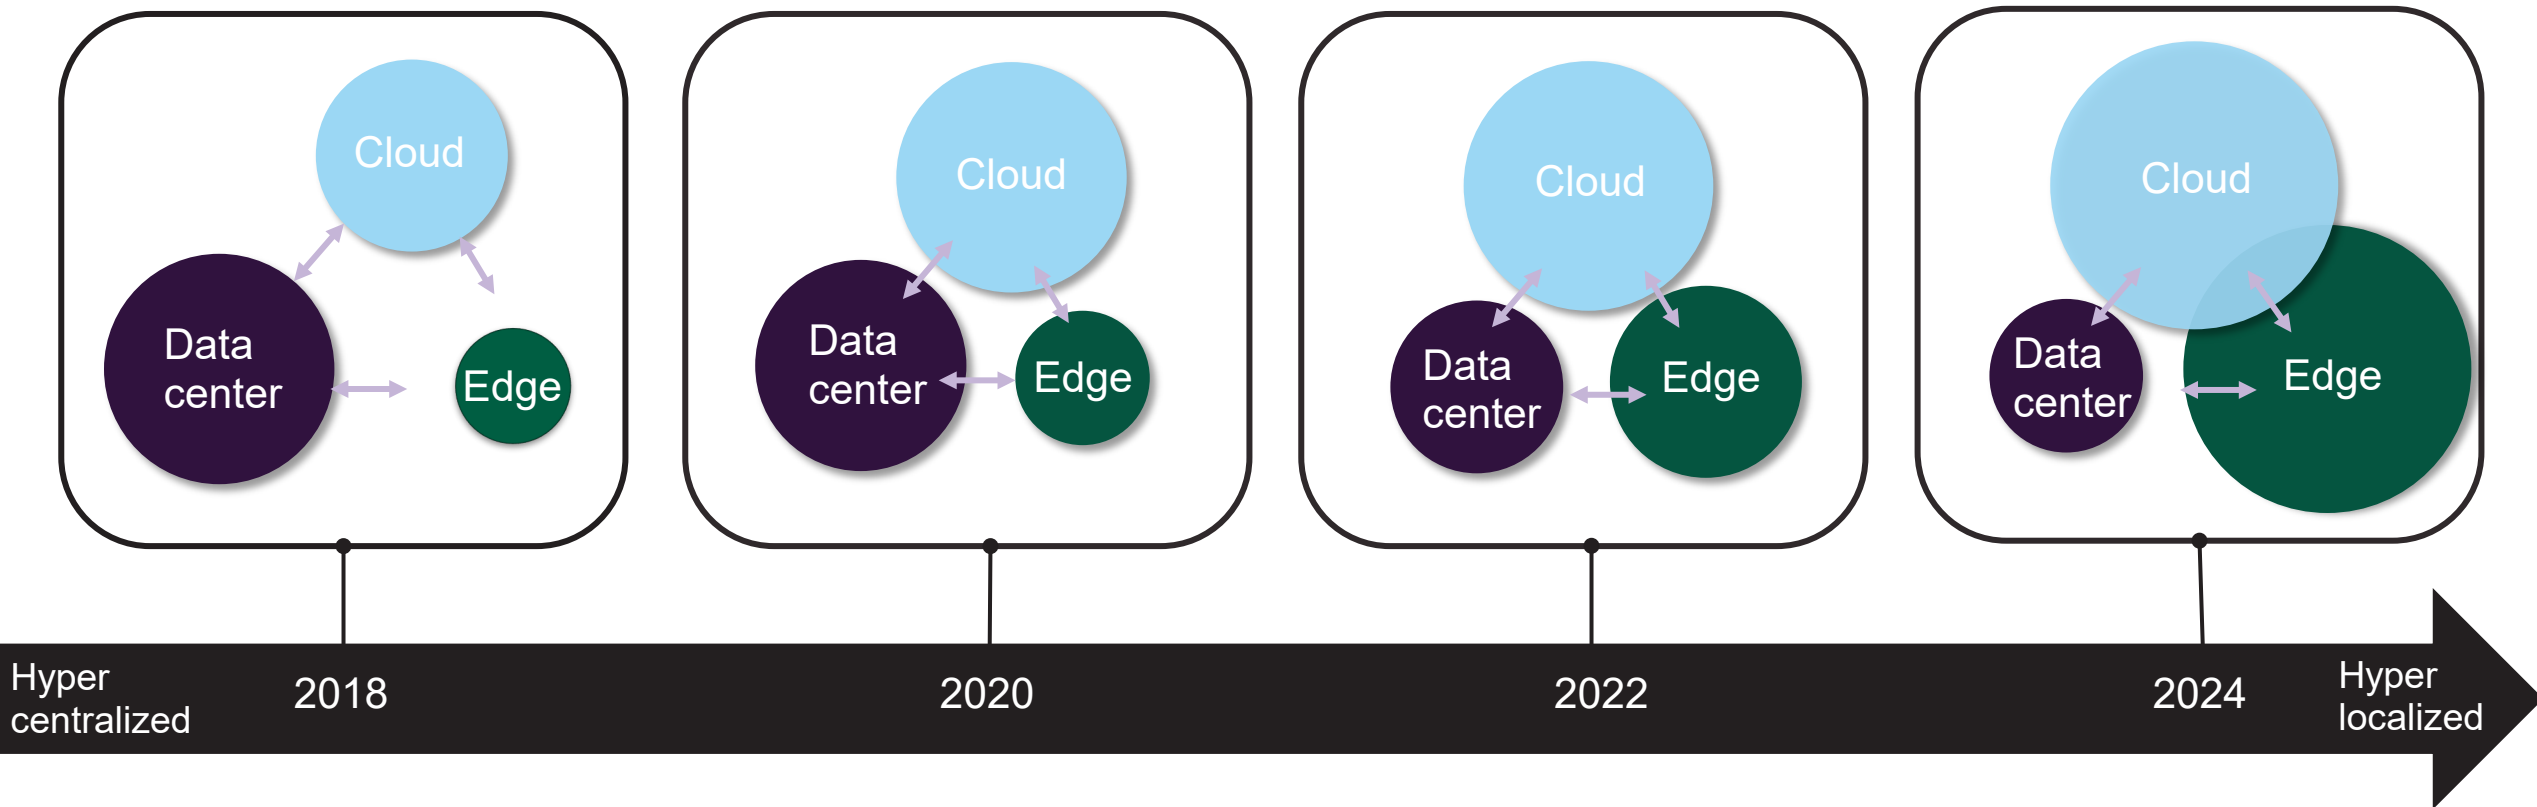 Cloud
Data
center
Edge
Cloud
Data
center
Edge
Cloud
Data
center
Edge
Cloud
Data
center
Edge
Hyper
centralized
2018
2020
2022
2024
Hyper
localized